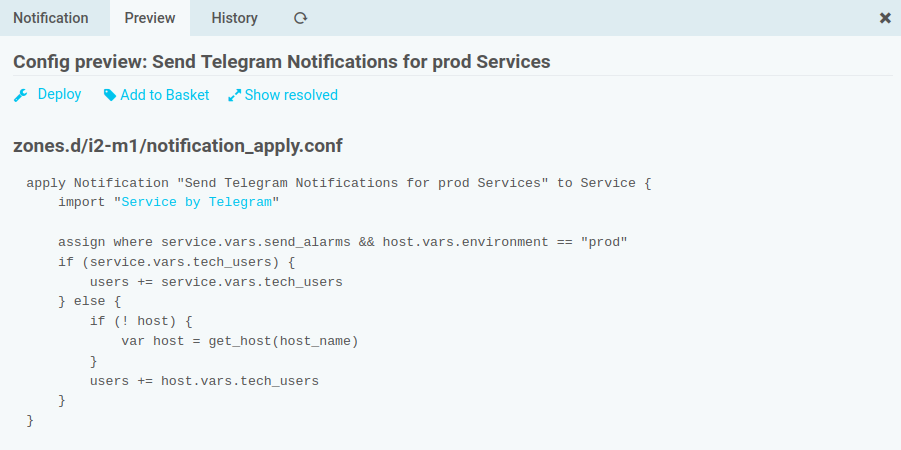 Notification Preview History
Config preview: Send Telegram Notifications for prod Services
Deploy Add to Basket Show resolved
zones.d/i2-m1/notification_apply.conf
apply Notification "Send Telegram Notifications for prod Services" to Service {
    import "Service by Telegram"
    assign where service.vars.send_alarms && host.vars.environment == "prod"
    if (service.vars.tech_users) {
        users += service.vars.tech_users
    } else {
        if (! host) {
            var host = get_host(host_name)
        }
        users += host.vars.tech_users
    }
}